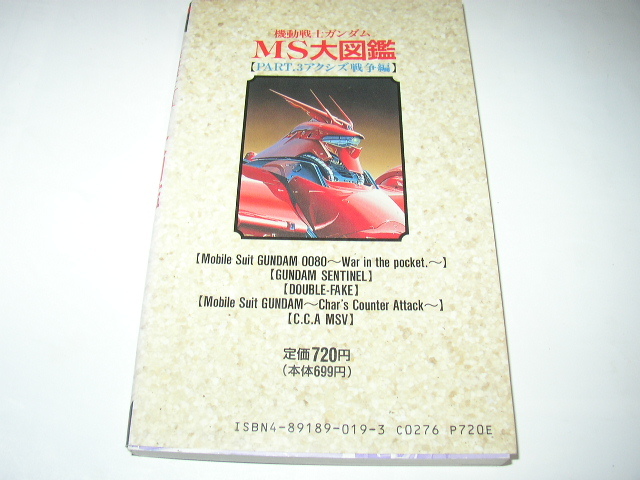 機動戦士ガンダム
MS大図鑑
【PART.3アクシズ戦争編】
【Mobile Suit GUNDAM 0080〜War in the pocket.〜】
【GUNDAM SENTINEL】
【DOUBLE-FAKE】
【Mobile Suit GUNDAM〜Char's Counter Attack〜】
【C.C.A MSV】
定価720円
（本体699円）
ISBN4-89189-019-3 C0276 P720E